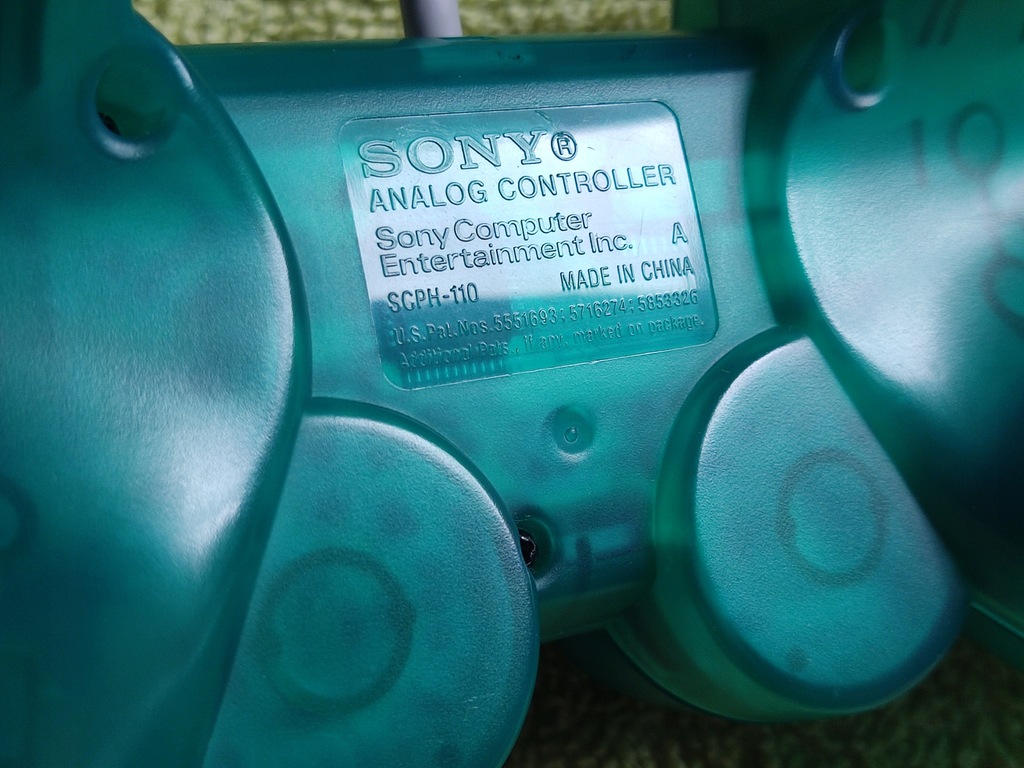 SONY®
ANALOG CONTROLLER
Sony Computer
Entertainment Inc. A
SCPH-110 MADE IN CHINA
U.S.Pat.Nos.5551693;5716274;5853326
Additional Pats., if any, marked on package.